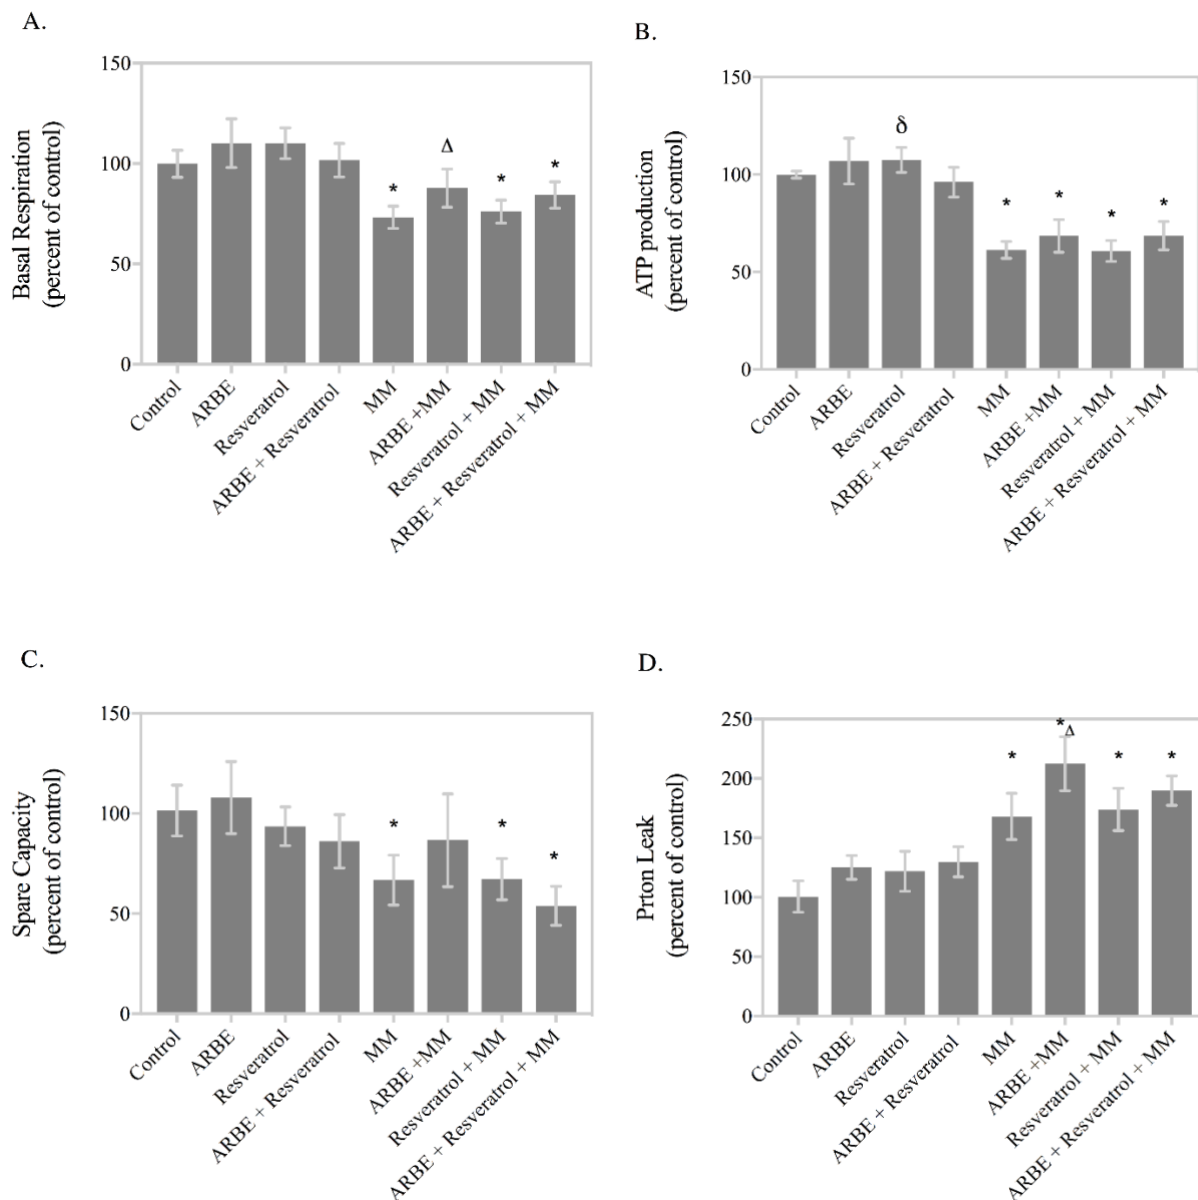 A.
150
100
50
0
Basal Respiration
(percent of control)
Δ
*
*
*
Control
ARBE
Resveratrol
ARBE + Resveratrol
MM
ARBE +MM
Resveratrol + MM
ARBE + Resveratrol + MM
B.
150
100
50
0
ATP production
(percent of control)
δ
*
*
*
*
Control
ARBE
Resveratrol
ARBE + Resveratrol
MM
ARBE +MM
Resveratrol + MM
ARBE + Resveratrol + MM
C.
150
100
50
0
Spare Capacity
(percent of control)
*
*
*
Control
ARBE
Resveratrol
ARBE + Resveratrol
MM
ARBE +MM
Resveratrol + MM
ARBE + Resveratrol + MM
D.
250
200
150
100
50
0
Prton Leak
(percent of control)
*
*Δ
*
*
Control
ARBE
Resveratrol
ARBE + Resveratrol
MM
ARBE +MM
Resveratrol + MM
ARBE + Resveratrol + MM